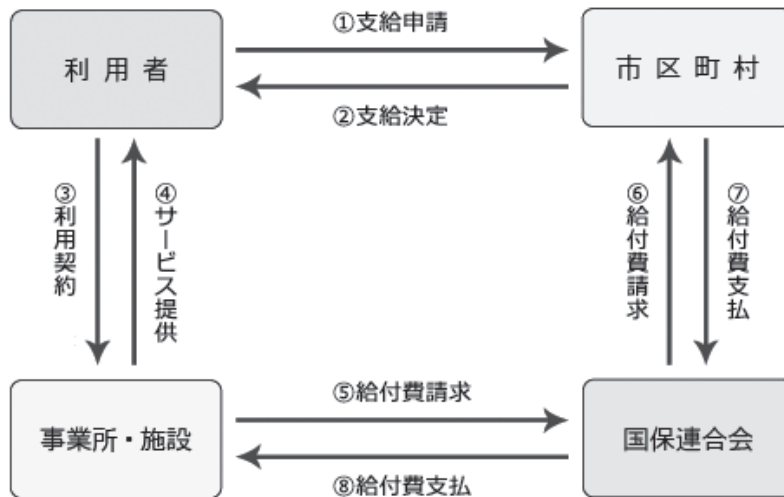 ①支給申請
利用者
市区町村
②支給決定
③利用契約
④サービス提供
⑥給付費請求
⑦給付費支払
⑤給付費請求
事業所・施設
国保連合会
⑧給付費支払